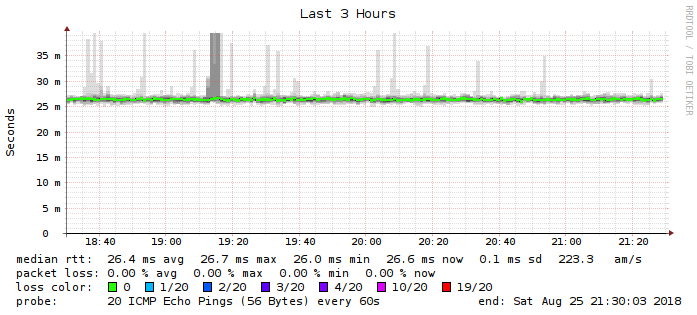 Last 3 Hours
RRDTOOL / TOBI OETIKER
Seconds
35 m
30 m
25 m
20 m
15 m
10 m
5 m
0
18:40 19:00 19:20 19:40 20:00 20:20 20:40 21:00 21:20
median rtt: 26.4 ms avg 26.7 ms max 26.0 ms min 26.6 ms now 0.1 ms sd 223.3 am/s
packet loss: 0.00 % avg 0.00 % max 0.00 % min 0.00 % now
loss color: 0 1/20 2/20 3/20 4/20 10/20 19/20
probe: 20 ICMP Echo Pings (56 Bytes) every 60s end: Sat Aug 25 21:30:03 2018